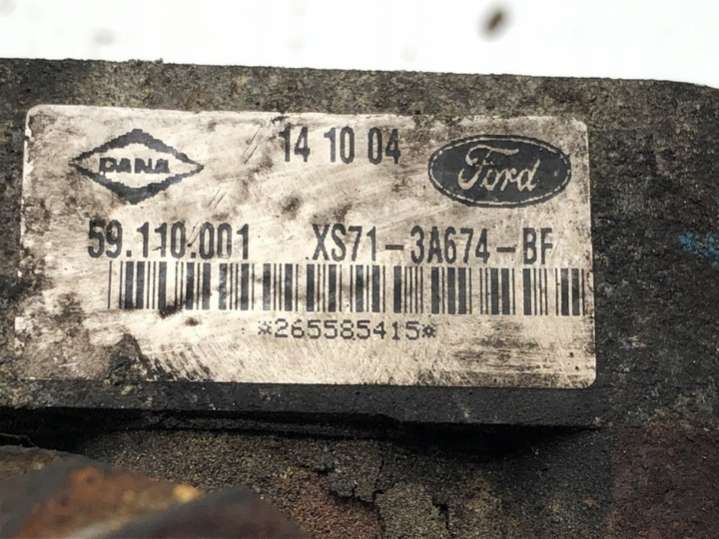 DANA 14 10 04 Ford
59.110.001 XS71-3A674-BF
*265585415*